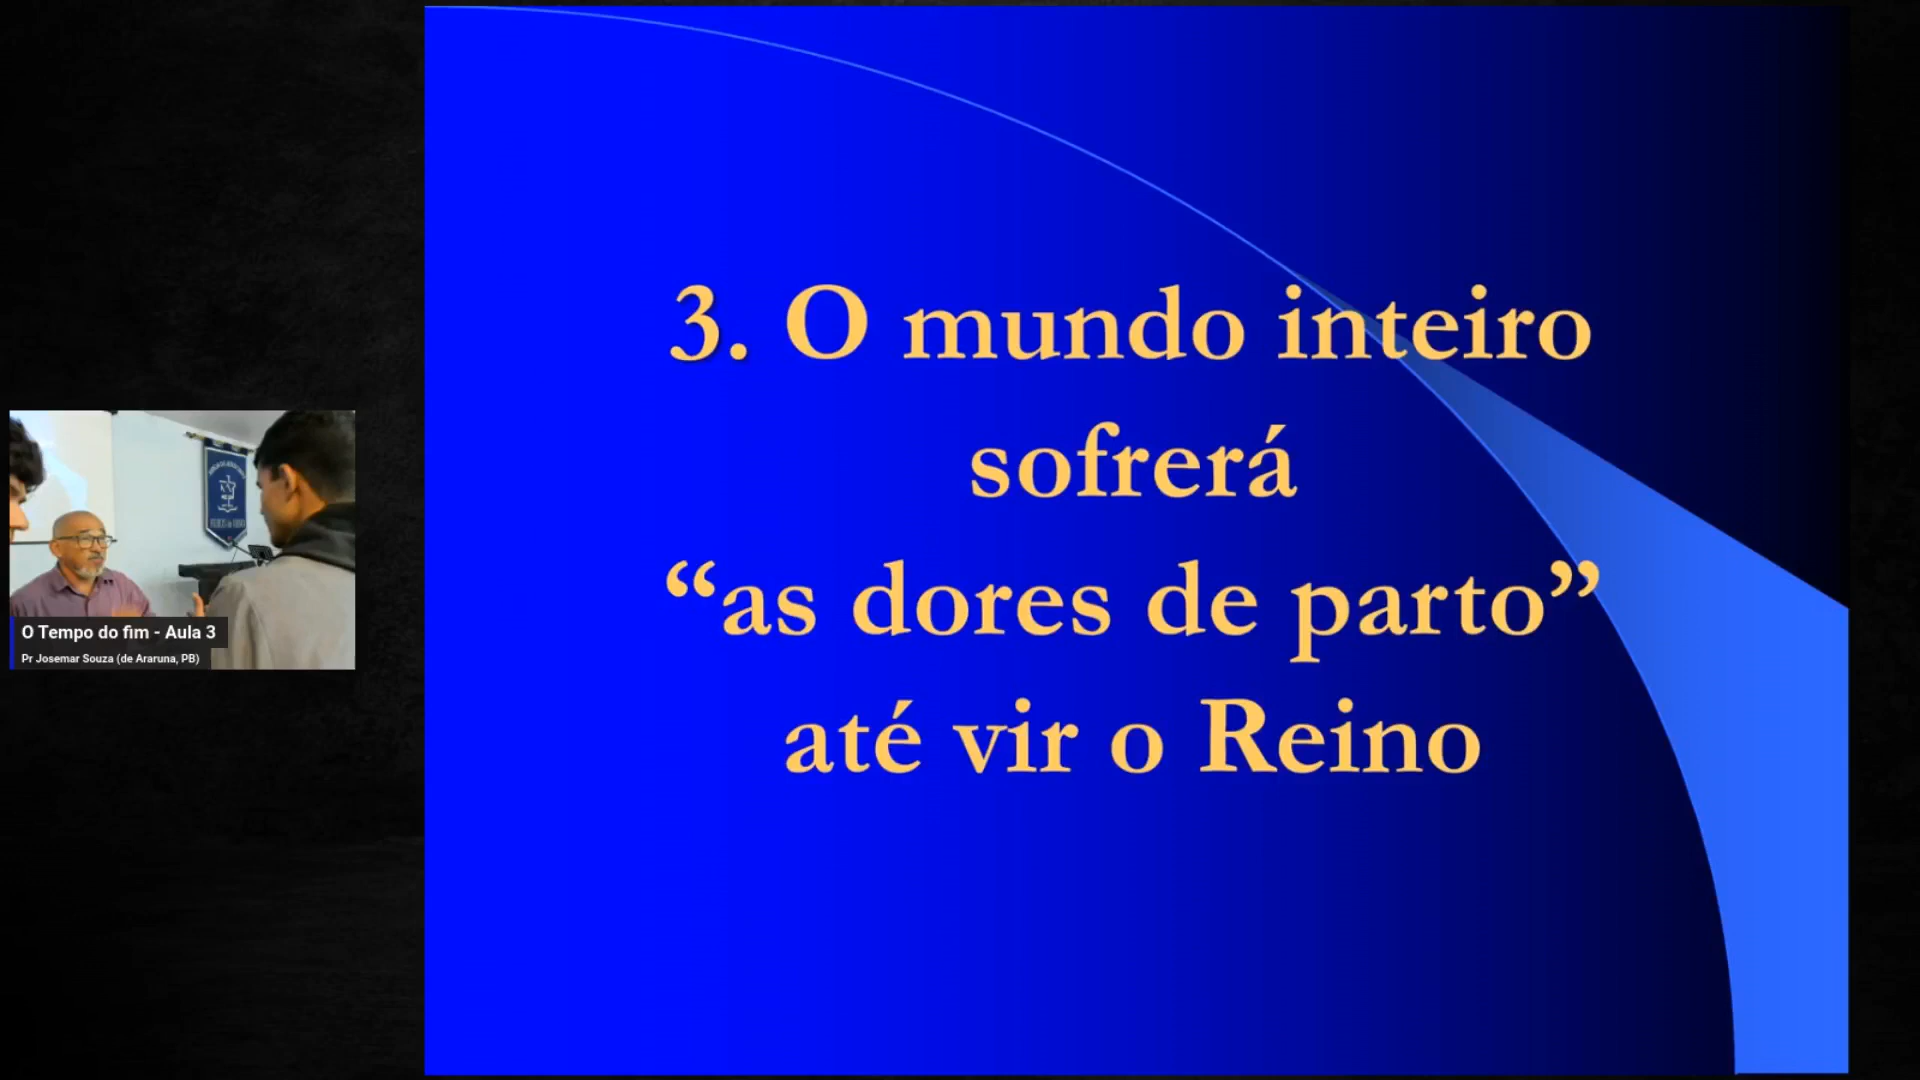 3. O mundo inteiro
sofrerá
“as dores de parto”
até vir o Reino
O Tempo do fim - Aula 3
Pr Josemar Souza (de Araruna, PB)